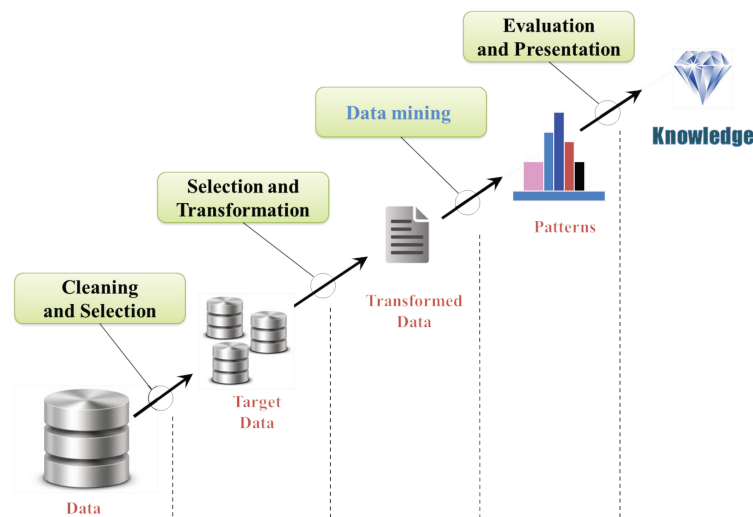 Evaluation
and Presentation
Knowledge
Data mining
Patterns
Selection and
Transformation
Transformed
Data
Cleaning
and Selection
Target
Data
Data